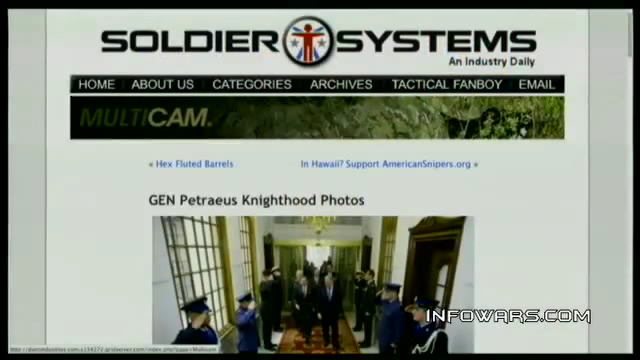 SOLDIER SYSTEMS
An Industry Daily
HOME ABOUT US CATEGORIES ARCHIVES TACTICAL FANBOY EMAIL
MULTICAM.
« Hex Fluted Barrels In Hawaii? Support AmericanSnipers.org »
GEN Petraeus Knighthood Photos
INFOWARS.COM